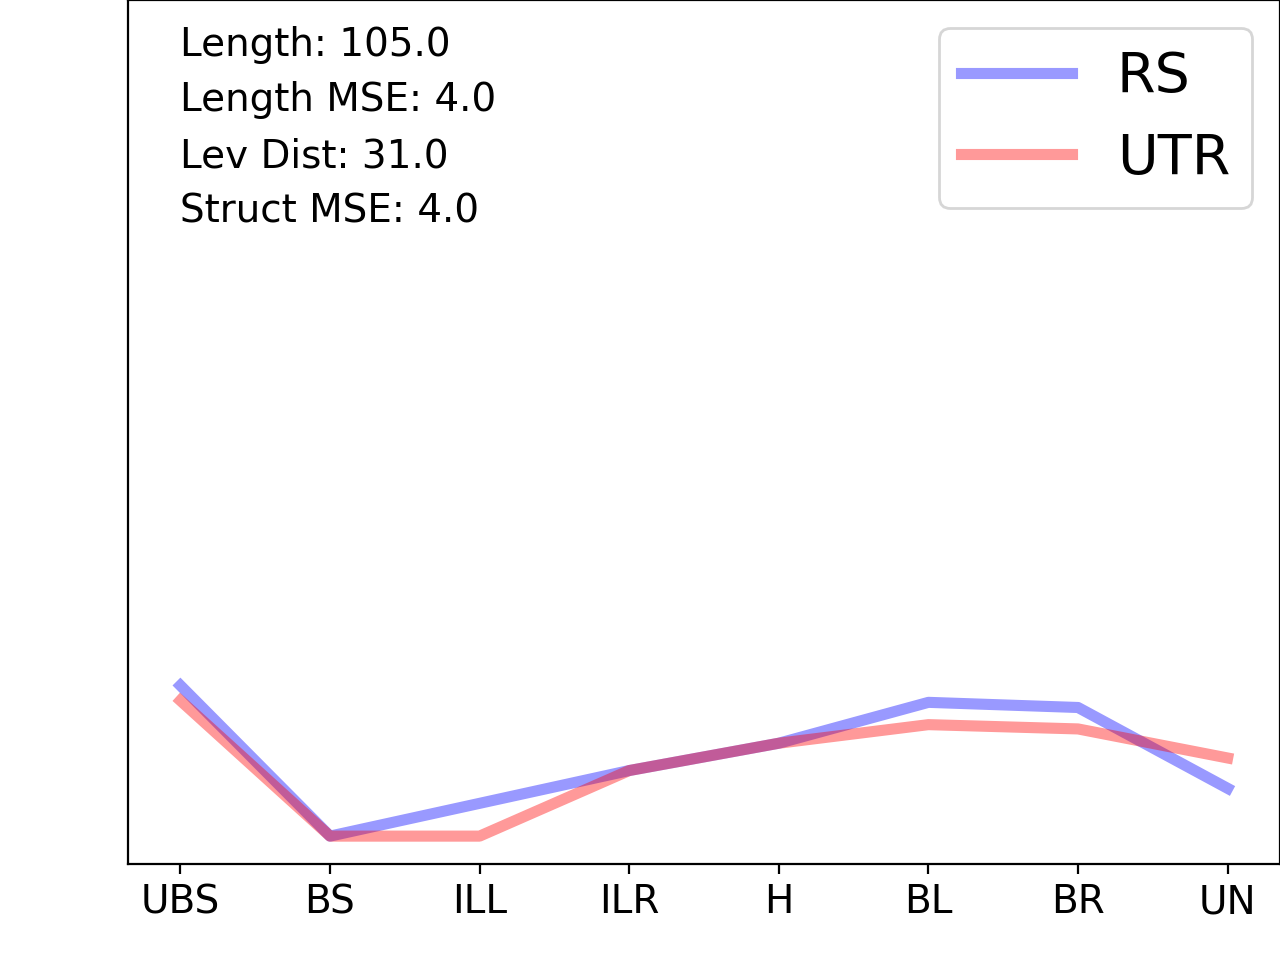 Length: 105.0
Length MSE: 4.0
Lev Dist: 31.0
Struct MSE: 4.0
RS
UTR
UBS BS ILL ILR H BL BR UN